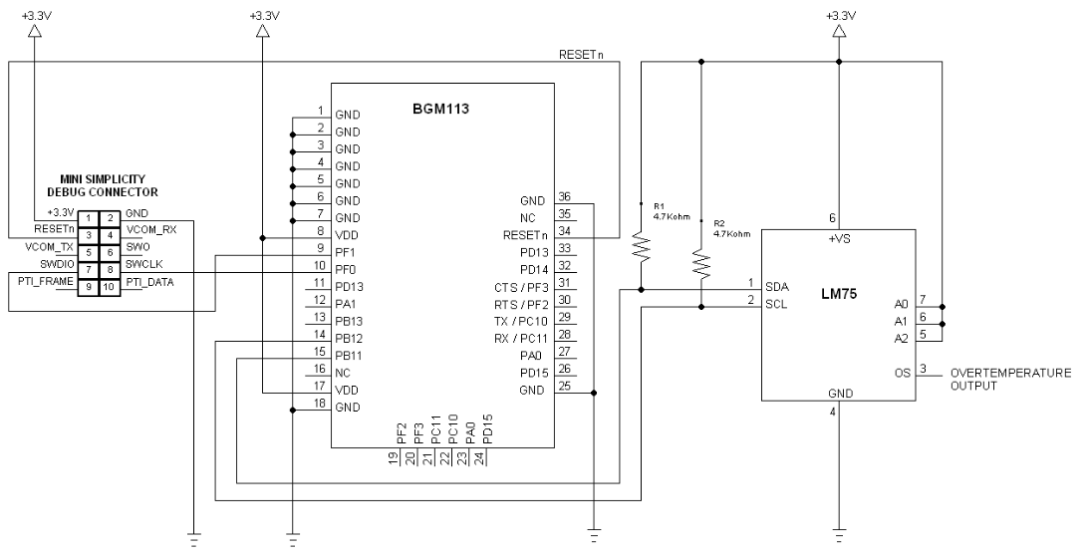 +3.3V
+3.3V
+3.3V
RESETn
BGM113
1 GND
2 GND
3 GND
4 GND
5 GND
6 GND
7 GND
8 VDD
9 PF1
10 PF0
11 PD13
12 PA1
13 PB13
14 PB12
15 PB11
16 NC
17 VDD
18 GND
GND 36
NC 35
RESETn 34
PD13 33
PD14 32
CTS / PF3 31
RTS / PF2 30
TX / PC10 29
RX / PC11 28
PA0 27
PD15 26
GND 25
PF2 19
PF3 20
PC11 21
PC10 22
PA0 23
PD15 24
MINI SIMPLICITY
DEBUG CONNECTOR
+3.3V 1 2 GND
RESETn 3 4 VCOM_RX
VCOM_TX 5 6 SWO
SWDIO 7 8 SWCLK
PTI_FRAME 9 10 PTI_DATA
R1
4.7Kohm
R2
4.7Kohm
6
+VS
1 SDA
2 SCL
LM75
A0 7
A1 6
A2 5
OS 3
OVERTEMPERATURE
OUTPUT
GND
4